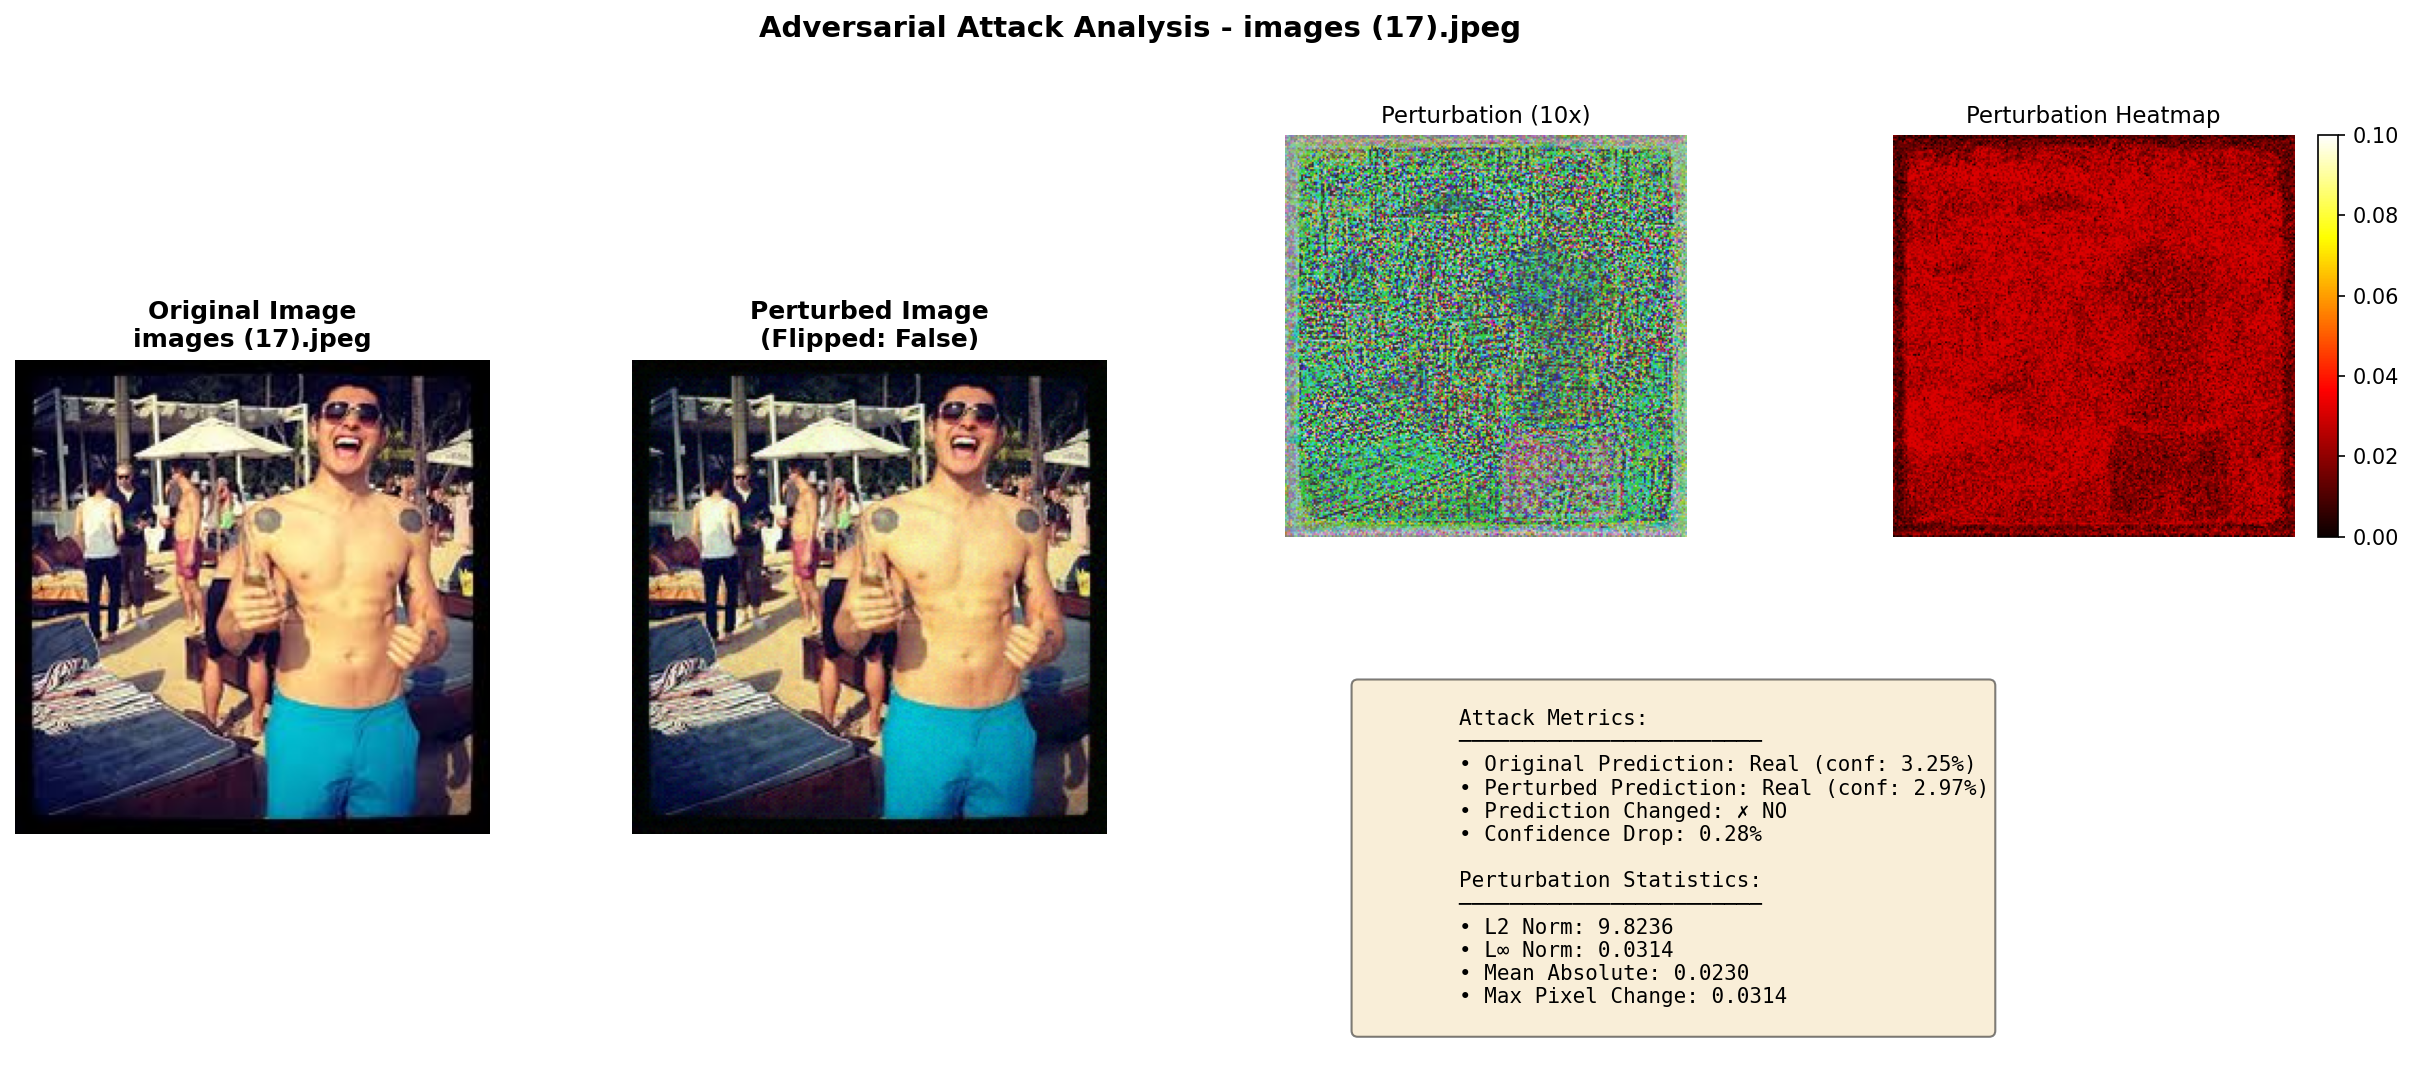 Adversarial Attack Analysis - images (17).jpeg
Original Image
images (17).jpeg
Perturbed Image
(Flipped: False)
Perturbation (10x)
Perturbation Heatmap
0.10
0.08
0.06
0.04
0.02
0.00
Attack Metrics:
• Original Prediction: Real (conf: 3.25%)
• Perturbed Prediction: Real (conf: 2.97%)
• Prediction Changed: ✗ NO
• Confidence Drop: 0.28%
Perturbation Statistics:
• L2 Norm: 9.8236
• L∞ Norm: 0.0314
• Mean Absolute: 0.0230
• Max Pixel Change: 0.0314